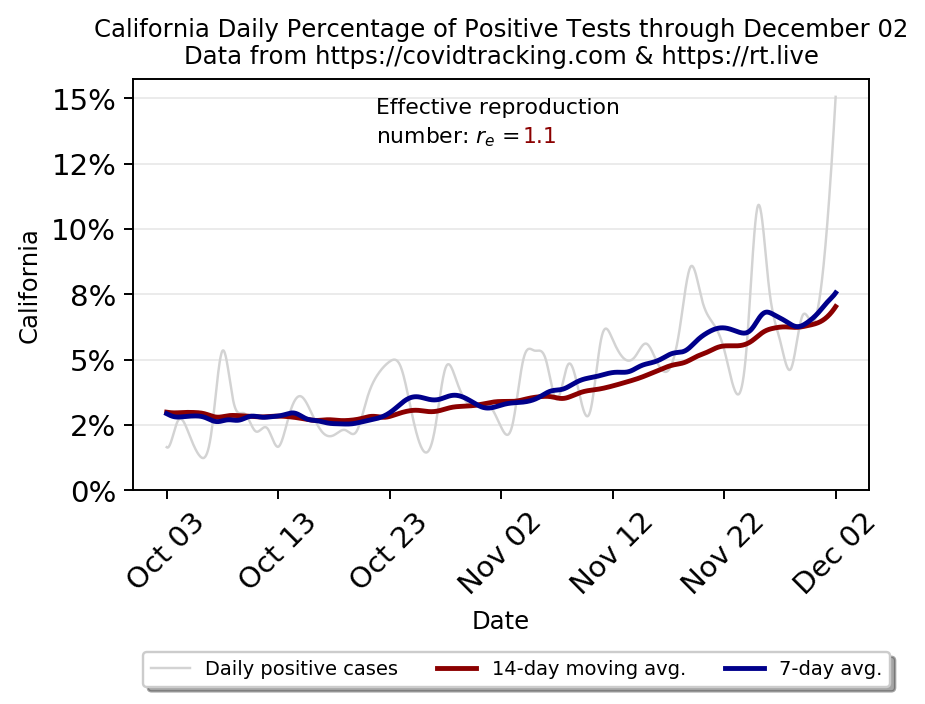 California Daily Percentage of Positive Tests through December 02
Data from https://covidtracking.com & https://rt.live
Effective reproduction
number: rₑ =1.1
15%
12%
10%
8%
5%
2%
0%
California
Oct 03
Oct 13
Oct 23
Nov 02
Nov 12
Nov 22
Dec 02
Date
Daily positive cases
14-day moving avg.
7-day avg.